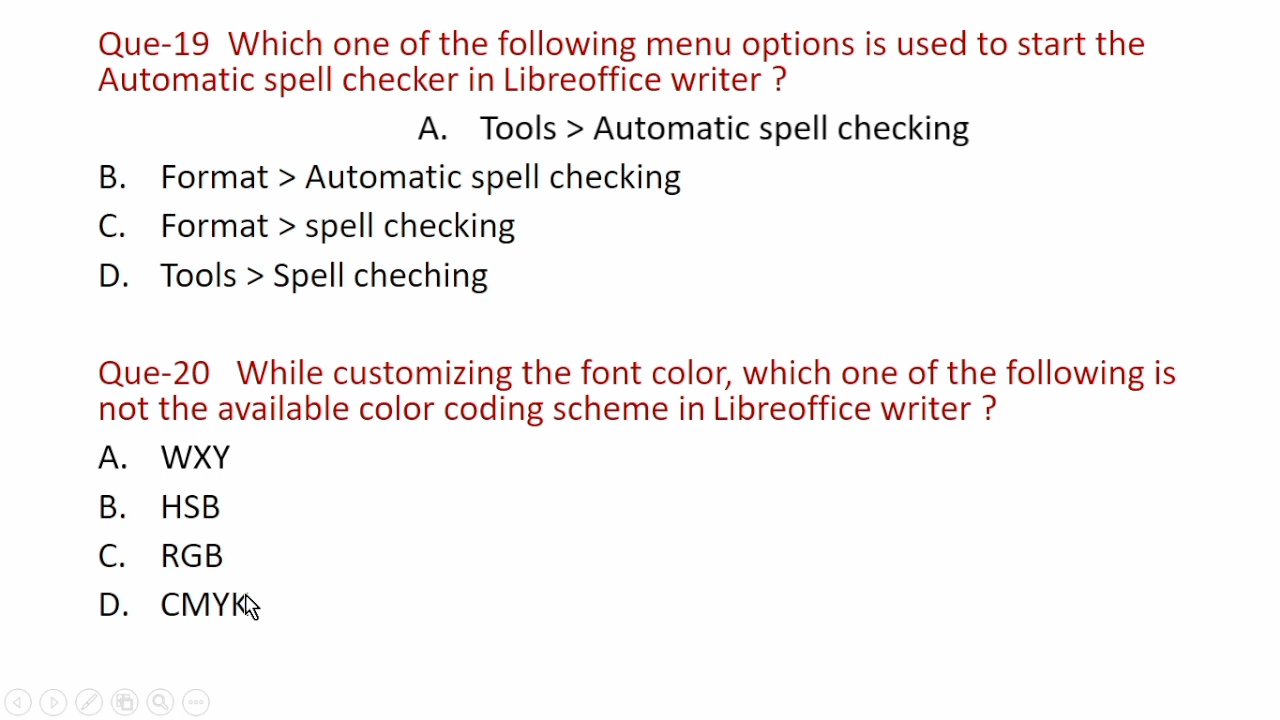 Que-19 Which one of the following menu options is used to start the
Automatic spell checker in Libreoffice writer ?
A. Tools > Automatic spell checking
B. Format > Automatic spell checking
C. Format > spell checking
D. Tools > Spell cheching
Que-20 While customizing the font color, which one of the following is
not the available color coding scheme in Libreoffice writer ?
A. WXY
B. HSB
C. RGB
D. CMYK